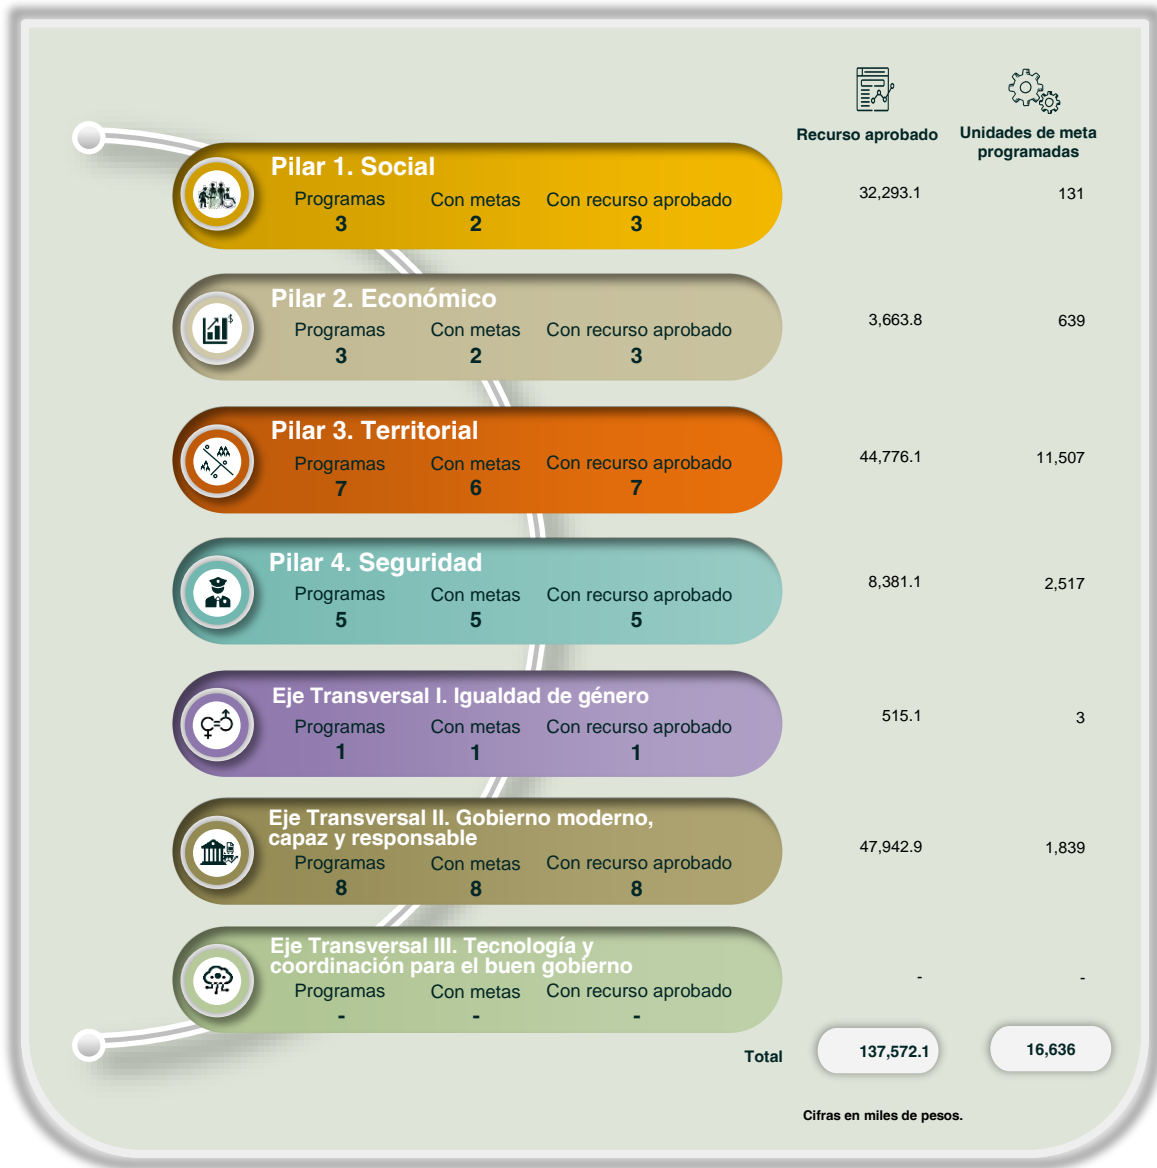 Recurso aprobado
Unidades de meta
programadas
Pilar 1. Social
Programas Con metas Con recurso aprobado
3 2 3
32,293.1 131
Pilar 2. Económico
Programas Con metas Con recurso aprobado
3 2 3
3,663.8 639
Pilar 3. Territorial
Programas Con metas Con recurso aprobado
7 6 7
44,776.1 11,507
Pilar 4. Seguridad
Programas Con metas Con recurso aprobado
5 5 5
8,381.1 2,517
Eje Transversal I. Igualdad de género
Programas Con metas Con recurso aprobado
1 1 1
515.1 3
Eje Transversal II. Gobierno moderno,
capaz y responsable
Programas Con metas Con recurso aprobado
8 8 8
47,942.9 1,839
Eje Transversal III. Tecnología y
coordinación para el buen gobierno
Programas Con metas Con recurso aprobado
- - -
- -
Total 137,572.1 16,636
Cifras en miles de pesos.